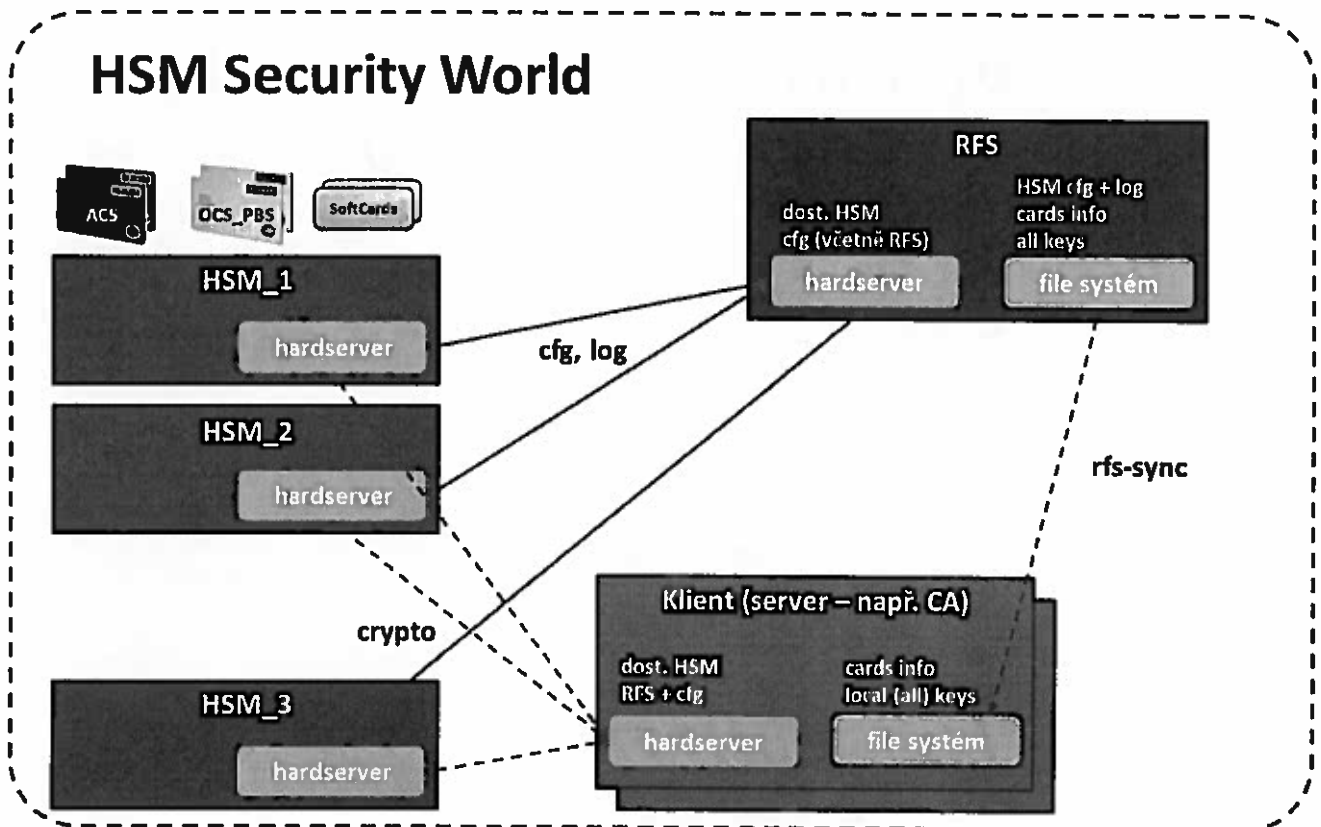 HSM Security World
ACS
OCS_PBS
SoftCards
RFS
dost. HSM
cfg (včetně RFS)
hardserver
HSM cfg + log
cards info
all keys
file systém
HSM_1
hardserver
cfg, log
HSM_2
hardserver
rfs-sync
crypto
Klient (server – např. CA)
dost. HSM
RFS + cfg
hardserver
cards info
local (all) keys
file systém
HSM_3
hardserver